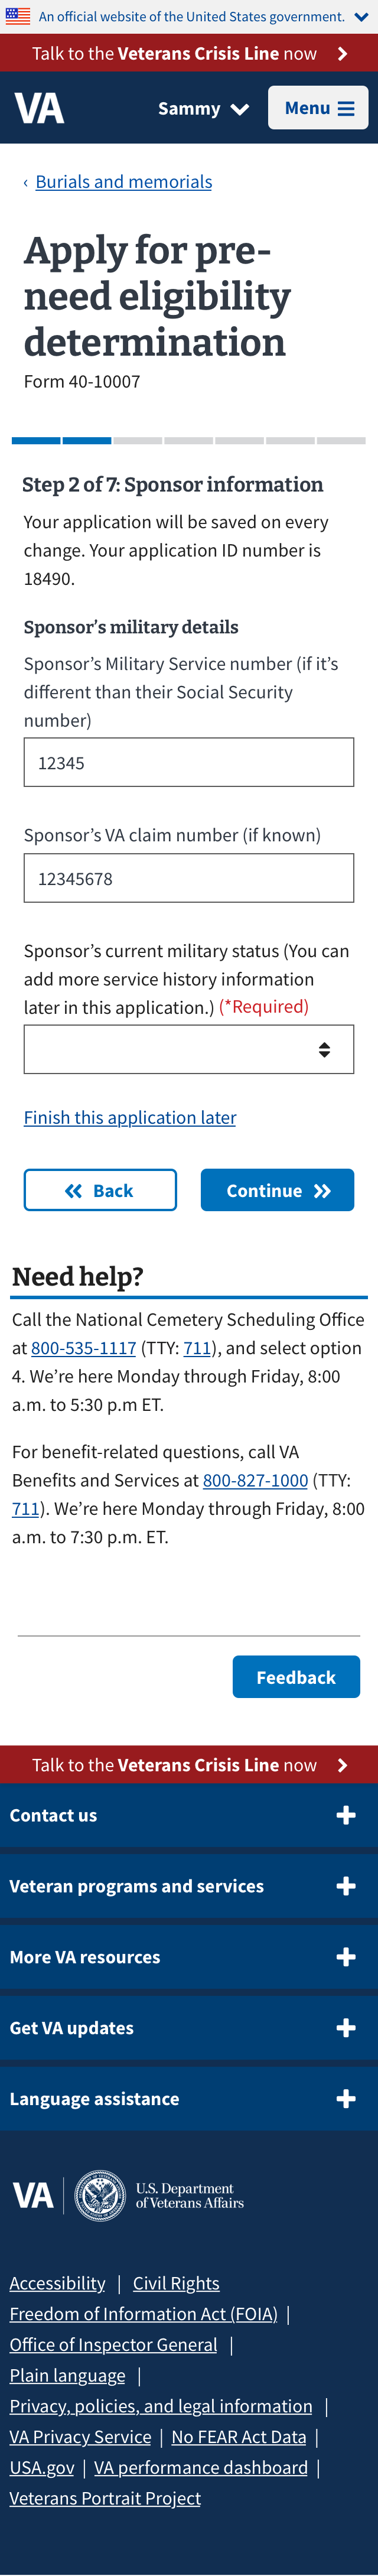 An official website of the United States government.
Talk to the Veterans Crisis Line now
VA
Sammy
Menu
‹ Burials and memorials
Apply for pre-
need eligibility
determination
Form 40-10007
Step 2 of 7: Sponsor information
Your application will be saved on every
change. Your application ID number is
18490.
Sponsor’s military details
Sponsor’s Military Service number (if it’s
different than their Social Security
number)
12345
Sponsor’s VA claim number (if known)
12345678
Sponsor’s current military status (You can
add more service history information
later in this application.) (*Required)
Finish this application later
Back
Continue
Need help?
Call the National Cemetery Scheduling Office
at 800-535-1117 (TTY: 711), and select option
4. We’re here Monday through Friday, 8:00
a.m. to 5:30 p.m ET.
For benefit-related questions, call VA
Benefits and Services at 800-827-1000 (TTY:
711). We’re here Monday through Friday, 8:00
a.m. to 7:30 p.m. ET.
Feedback
Talk to the Veterans Crisis Line now
Contact us
Veteran programs and services
More VA resources
Get VA updates
Language assistance
VA
U.S. Department
of Veterans Affairs
Accessibility | Civil Rights
Freedom of Information Act (FOIA) |
Office of Inspector General |
Plain language |
Privacy, policies, and legal information |
VA Privacy Service | No FEAR Act Data |
USA.gov | VA performance dashboard |
Veterans Portrait Project